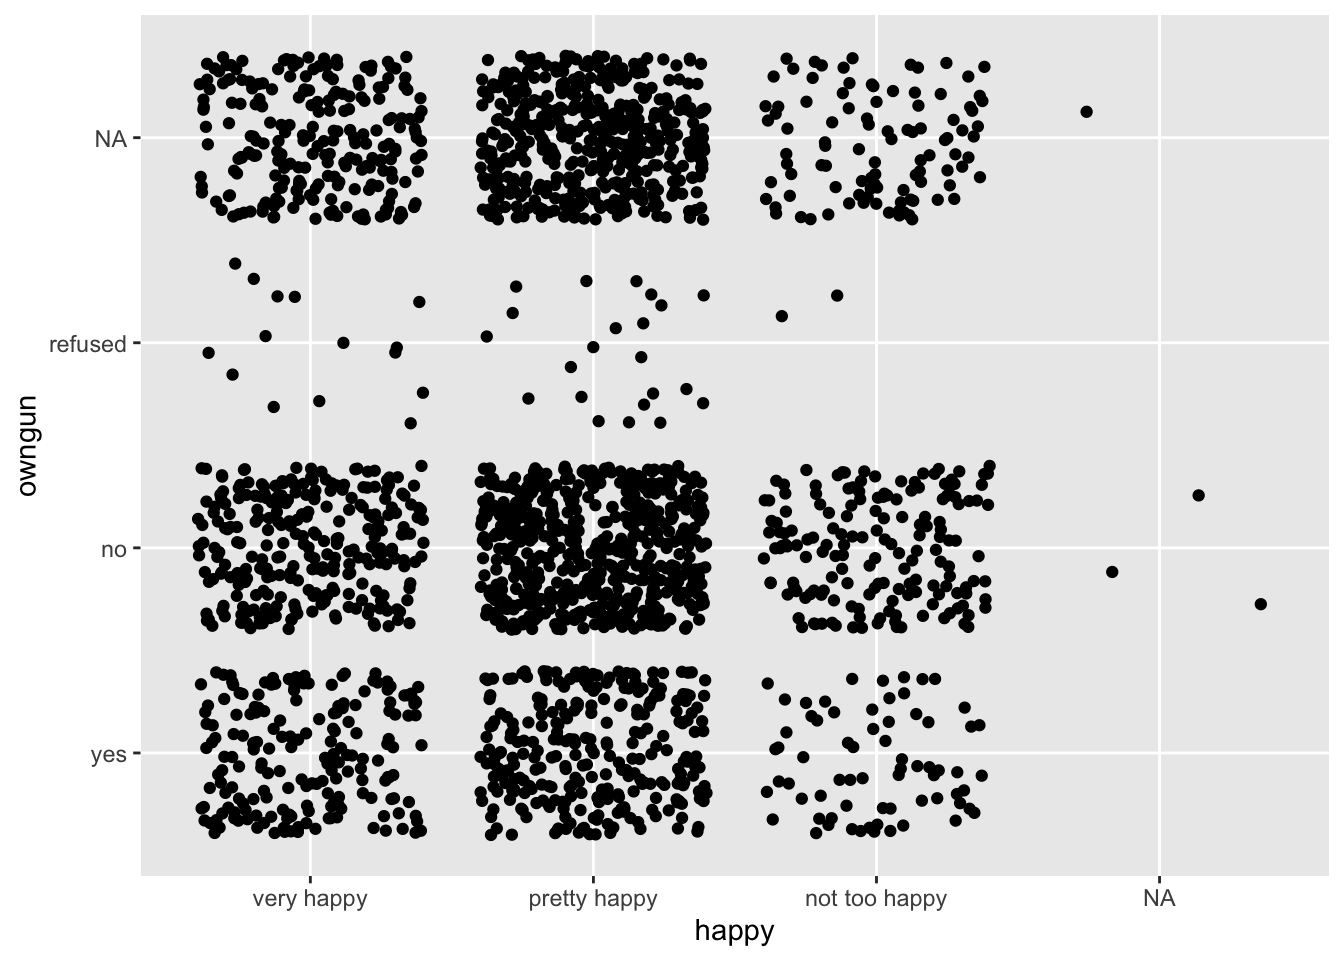 NA
refused
owngun
no
yes
very happy
pretty happy
not too happy
NA
happy